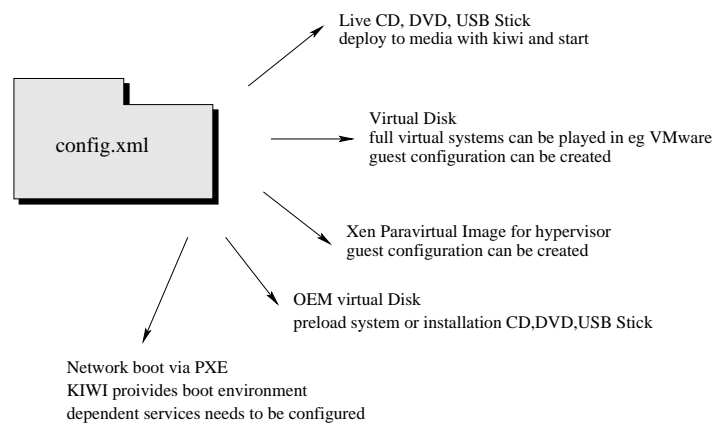 Live CD, DVD, USB Stick
deploy to media with kiwi and start
config.xml
Virtual Disk
full virtual systems can be played in eg VMware
guest configuration can be created
Xen Paravirtual Image for hypervisor
guest configuration can be created
OEM virtual Disk
preload system or installation CD,DVD,USB Stick
Network boot via PXE
KIWI proivides boot environment
dependent services needs to be configured